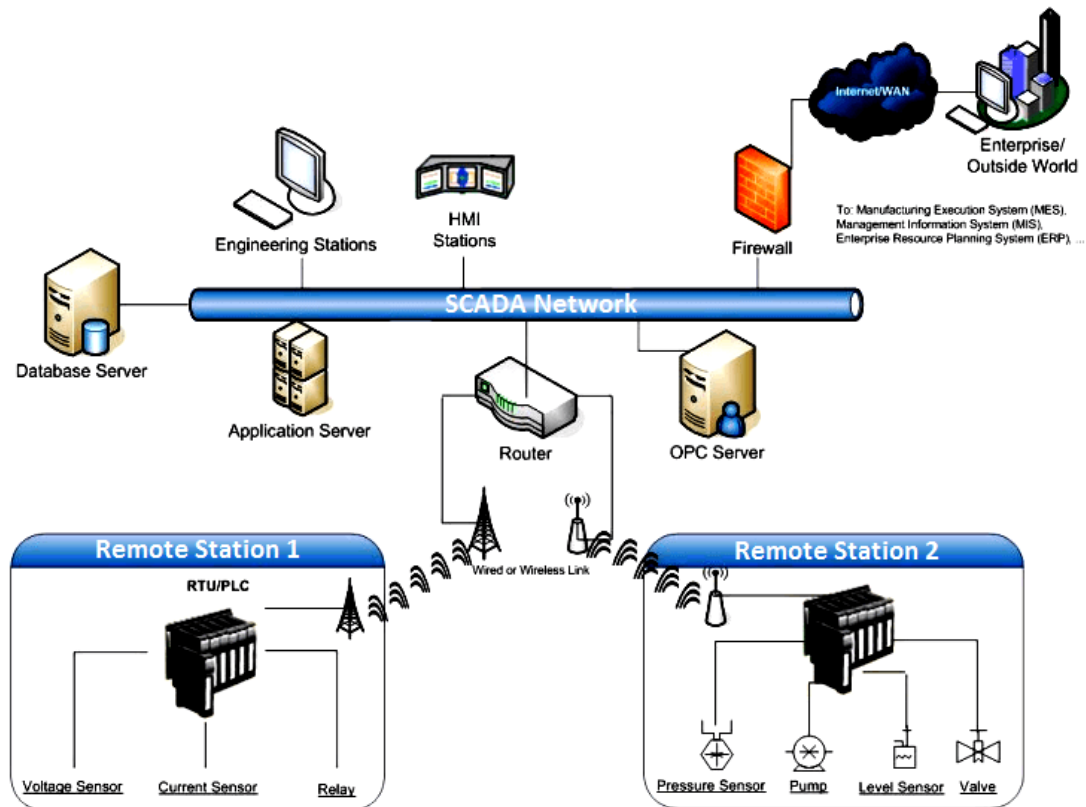 Internet/WAN
Enterprise/
Outside World
To: Manufacturing Execution System (MES),
Management Information System (MIS),
Enterprise Resource Planning System (ERP), ...
Engineering Stations
HMI
Stations
Firewall
SCADA Network
Database Server
Application Server
Router
OPC Server
Remote Station 1
Wired or Wireless Link
Remote Station 2
RTU/PLC
Voltage Sensor
Current Sensor
Relay
Pressure Sensor
Pump
Level Sensor
Valve